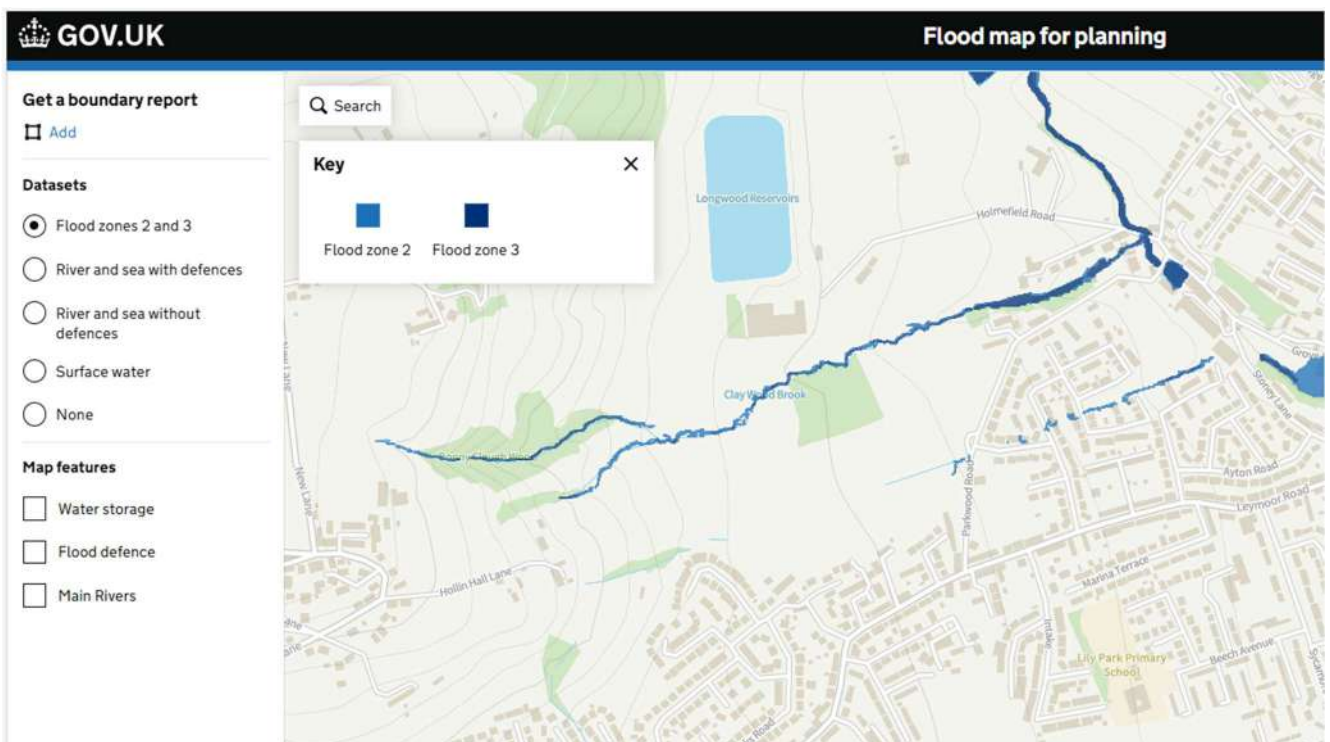 GOV.UK
Flood map for planning
Get a boundary report
Add
Datasets
Flood zones 2 and 3
River and sea with defences
River and sea without
defences
Surface water
None
Map features
Water storage
Flood defence
Main Rivers
Search
Key
Flood zone 2
Flood zone 3
Longwood Reservoirs
Holmefield Road
Clay Wood Brook
Stoney Lane
New Lane
Parkwood Road
Ayton Road
Leymoor Road
Hollin Hall Lane
Marina Terrace
Intake
Lily Park Primary
School
Beech Avenue